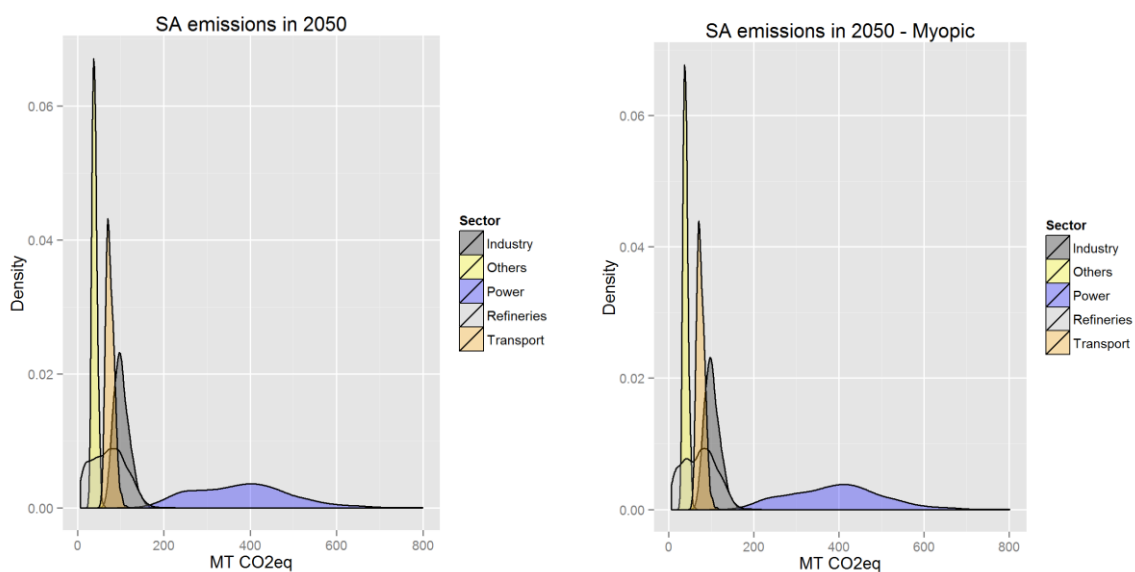 SA emissions in 2050
0.06
0.04
0.02
0.00
Density
0
200
400
600
800
MT CO2eq
Sector
Industry
Others
Power
Refineries
Transport
SA emissions in 2050 - Myopic
0.06
0.04
0.02
0.00
Density
0
200
400
600
800
MT CO2eq
Sector
Industry
Others
Power
Refineries
Transport